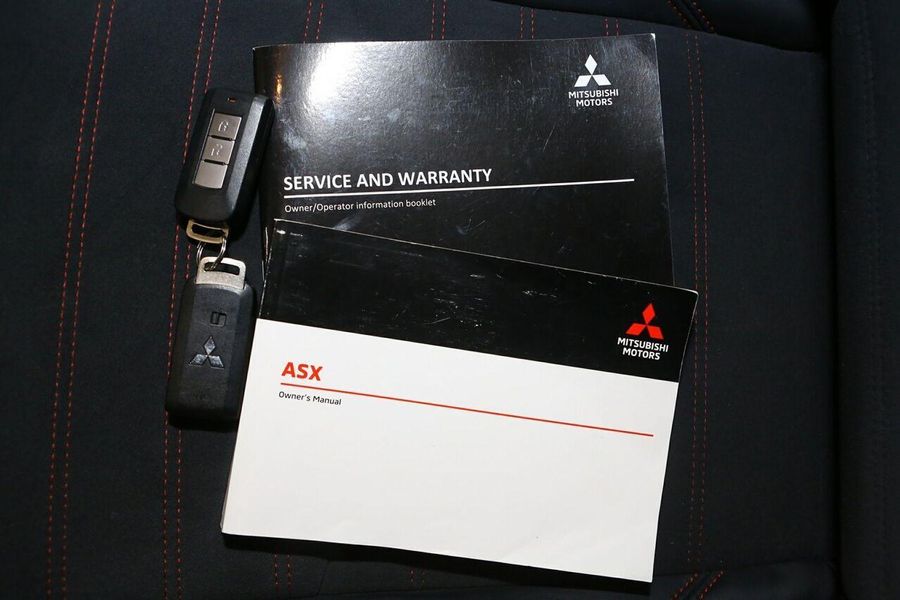 MITSUBISHI
MOTORS
SERVICE AND WARRANTY
Owner/Operator information booklet
MITSUBISHI
MOTORS
ASX
Owner's Manual